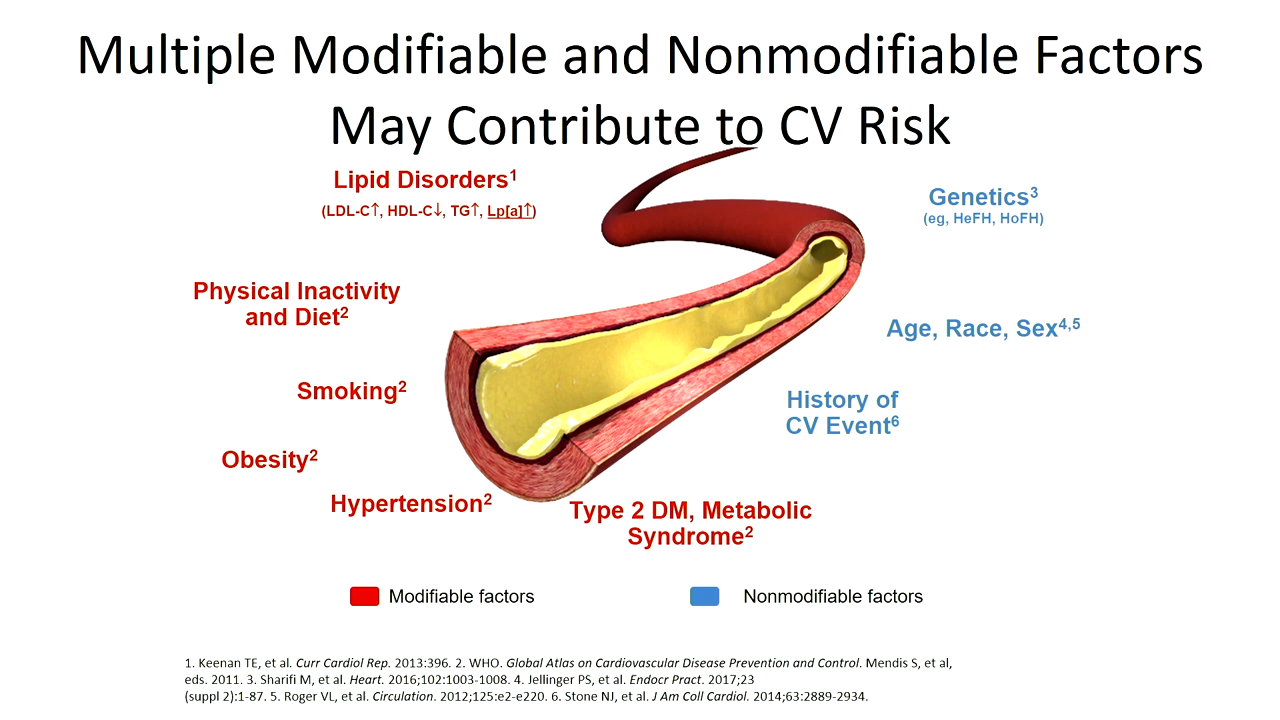 Multiple Modifiable and Nonmodifiable Factors
May Contribute to CV Risk
Lipid Disorders¹
(LDL-C↑, HDL-C↓, TG↑, Lp[a]↑)
Genetics³
(eg, HeFH, HoFH)
Physical Inactivity
and Diet²
Age, Race, Sex⁴,⁵
Smoking²
History of
CV Event⁶
Obesity²
Hypertension²
Type 2 DM, Metabolic
Syndrome²
Modifiable factors
Nonmodifiable factors
1. Keenan TE, et al. Curr Cardiol Rep. 2013:396. 2. WHO. Global Atlas on Cardiovascular Disease Prevention and Control. Mendis S, et al,
eds. 2011. 3. Sharifi M, et al. Heart. 2016;102:1003-1008. 4. Jellinger PS, et al. Endocr Pract. 2017;23
(suppl 2):1-87. 5. Roger VL, et al. Circulation. 2012;125:e2-e220. 6. Stone NJ, et al. J Am Coll Cardiol. 2014;63:2889-2934.